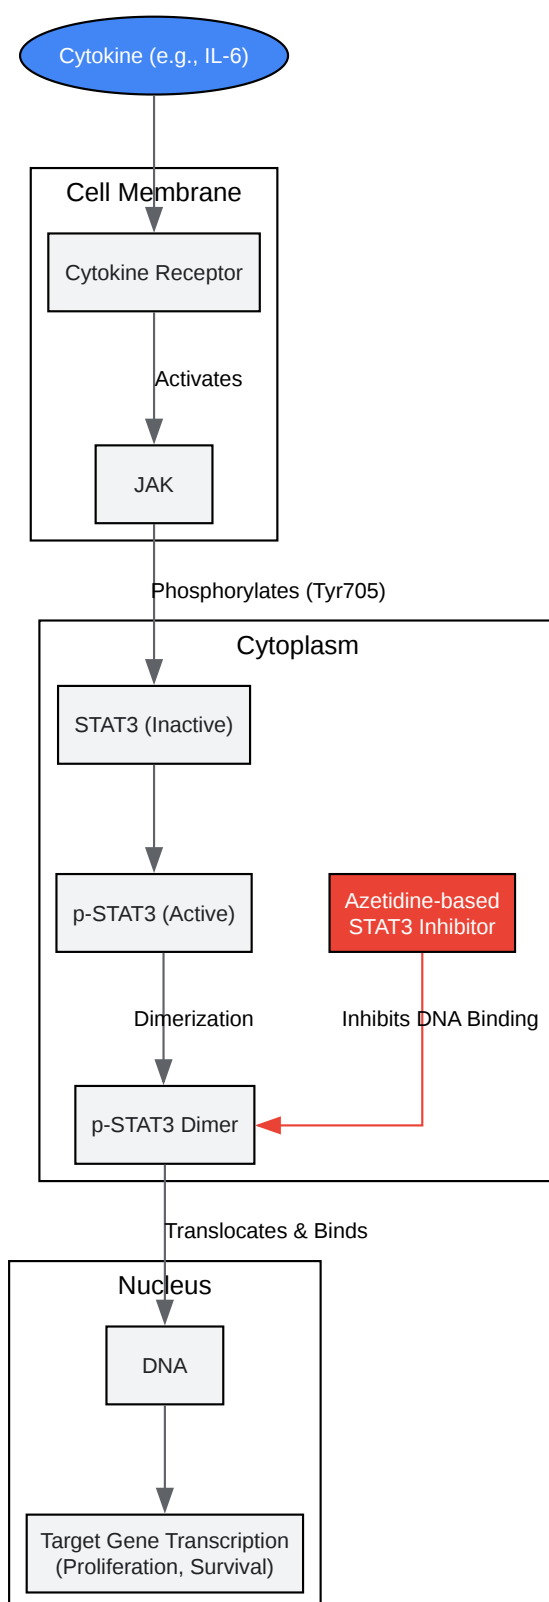 Cytokine (e.g., IL-6)
Cell Membrane
Cytokine Receptor
Activates
JAK
Phosphorylates (Tyr705)
Cytoplasm
STAT3 (Inactive)
p-STAT3 (Active)
Azetidine-based
STAT3 Inhibitor
Dimerization
Inhibits DNA Binding
p-STAT3 Dimer
Translocates & Binds
Nucleus
DNA
Target Gene Transcription
(Proliferation, Survival)